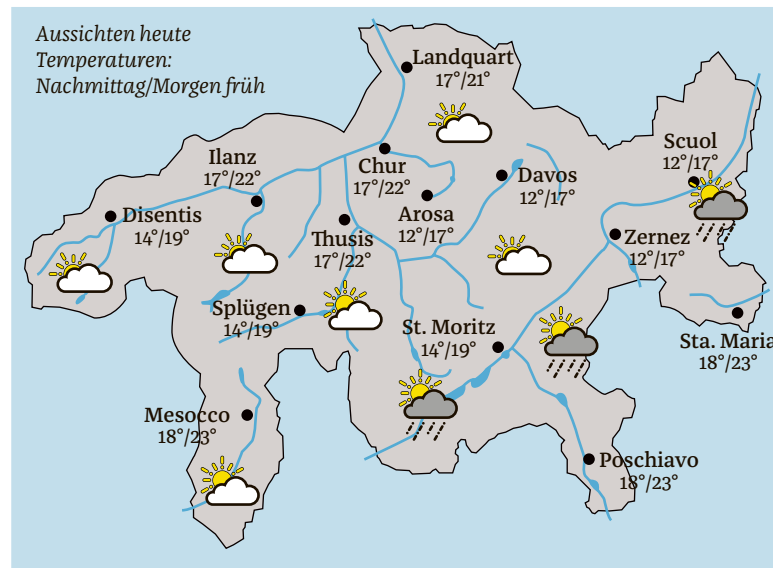 Aussichten heute
Temperaturen:
Nachmittag/Morgen früh
Landquart
17°/21°
Scuol
12°/17°
Ilanz
17°/22°
Chur
17°/22°
Davos
12°/17°
Arosa
12°/17°
Disentis
14°/19°
Thusis
17°/22°
Zernez
12°/17°
Splügen
14°/19°
St. Moritz
14°/19°
Sta. Maria
18°/23°
Mesocco
18°/23°
Poschiavo
18°/23°